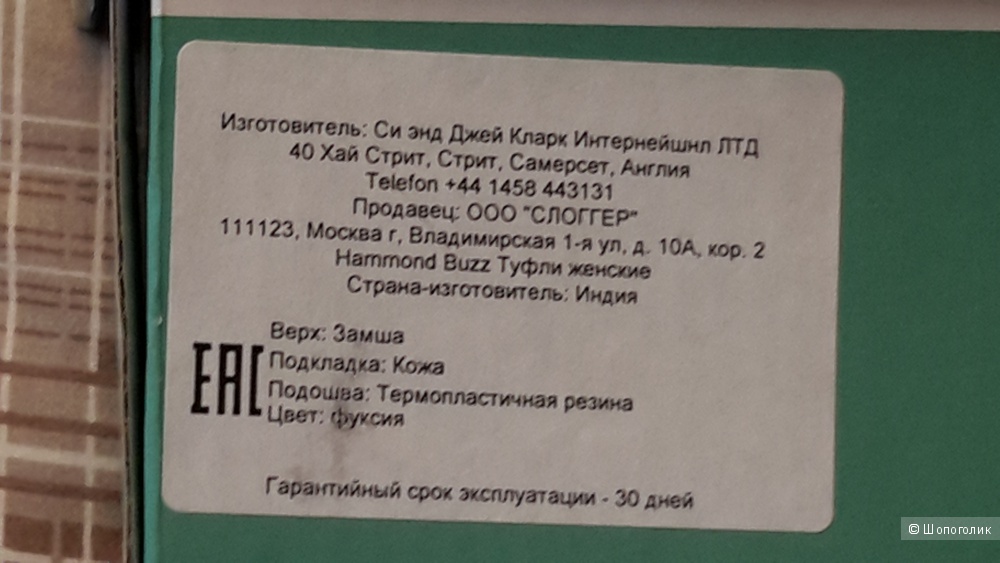 Изготовитель: Си энд Джей Кларк Интернейшнл ЛТД
40 Хай Стрит, Стрит, Самерсет, Англия
Telefon +44 1458 443131
Продавец: ООО "СЛОГГЕР"
111123, Москва г, Владимирская 1-я ул, д. 10А, кор. 2
Hammond Buzz Туфли женские
Страна-изготовитель: Индия
Верх: Замша
EAC
Подкладка: Кожа
Подошва: Термопластичная резина
Цвет: фуксия
Гарантийный срок эксплуатации - 30 дней
© Шопоголик